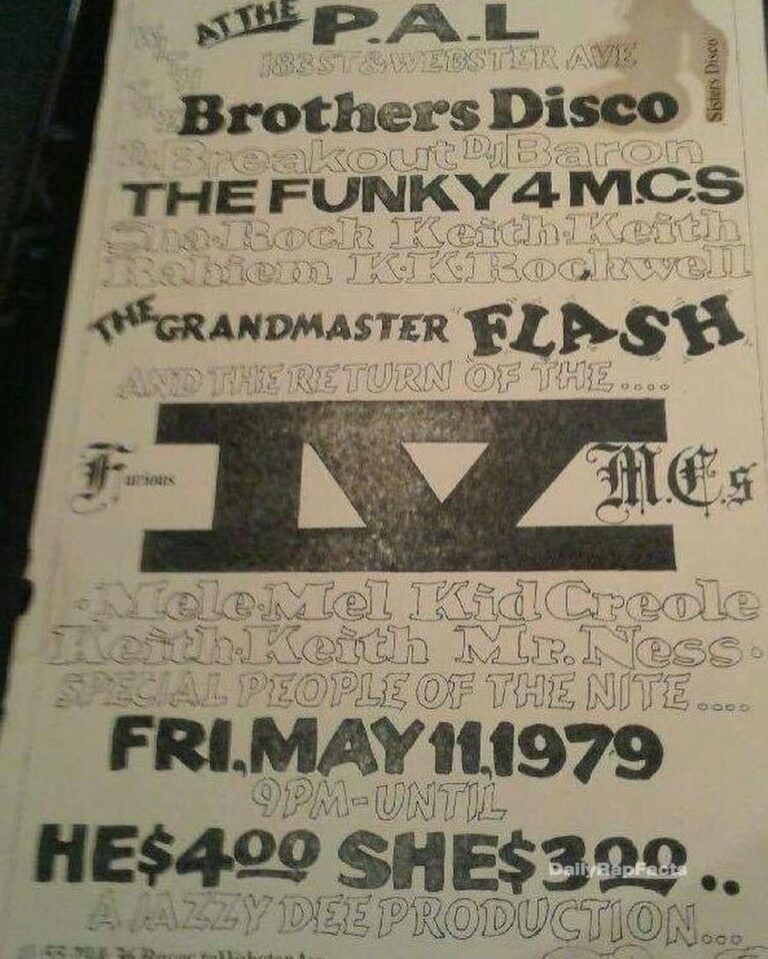 AT THE P.A.L
183ST & WEBSTER AVE
Sisters Disco
Brothers Disco
Breakout DJ Baron
THE FUNKY 4 M.C.S
Sha-Rock Keith-Keith
Rahiem K.K. Rockwell
THE GRANDMASTER FLASH
AND THE RETURN OF THE....
Furious IV M.C.s
Mele-Mel Kid Creole
Keith-Keith Mr. Ness
SPECIAL PEOPLE OF THE NITE....
FRI, MAY 11, 1979
9PM-UNTIL
HE $4.00 SHE $3.00..
DailyRapFacts
A JAZZY DEE PRODUCTION...